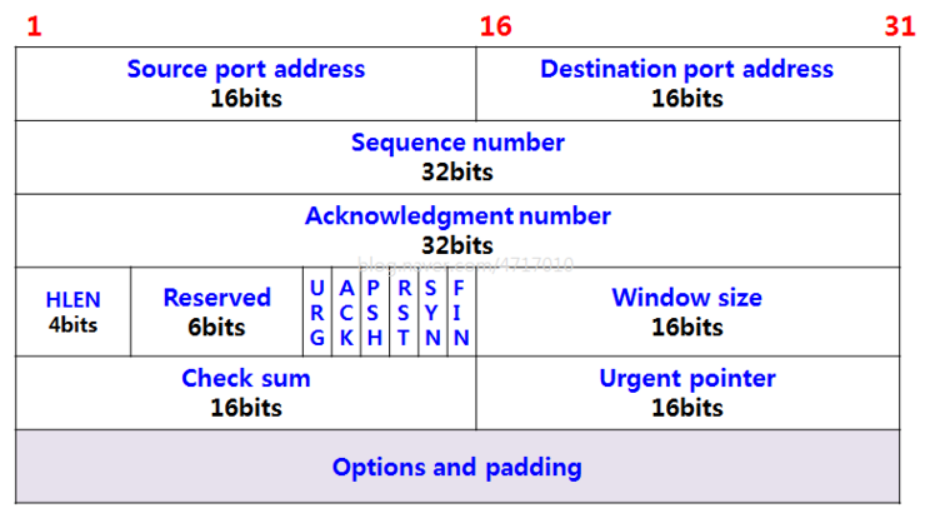 1 16 31
Source port address Destination port address
16bits 16bits
Sequence number
32bits
Acknowledgment number
32bits
blog.naver.com/4717010
HLEN Reserved URG ACK PSH RST SYN FIN Window size
4bits 6bits 16bits
Check sum Urgent pointer
16bits 16bits
Options and padding